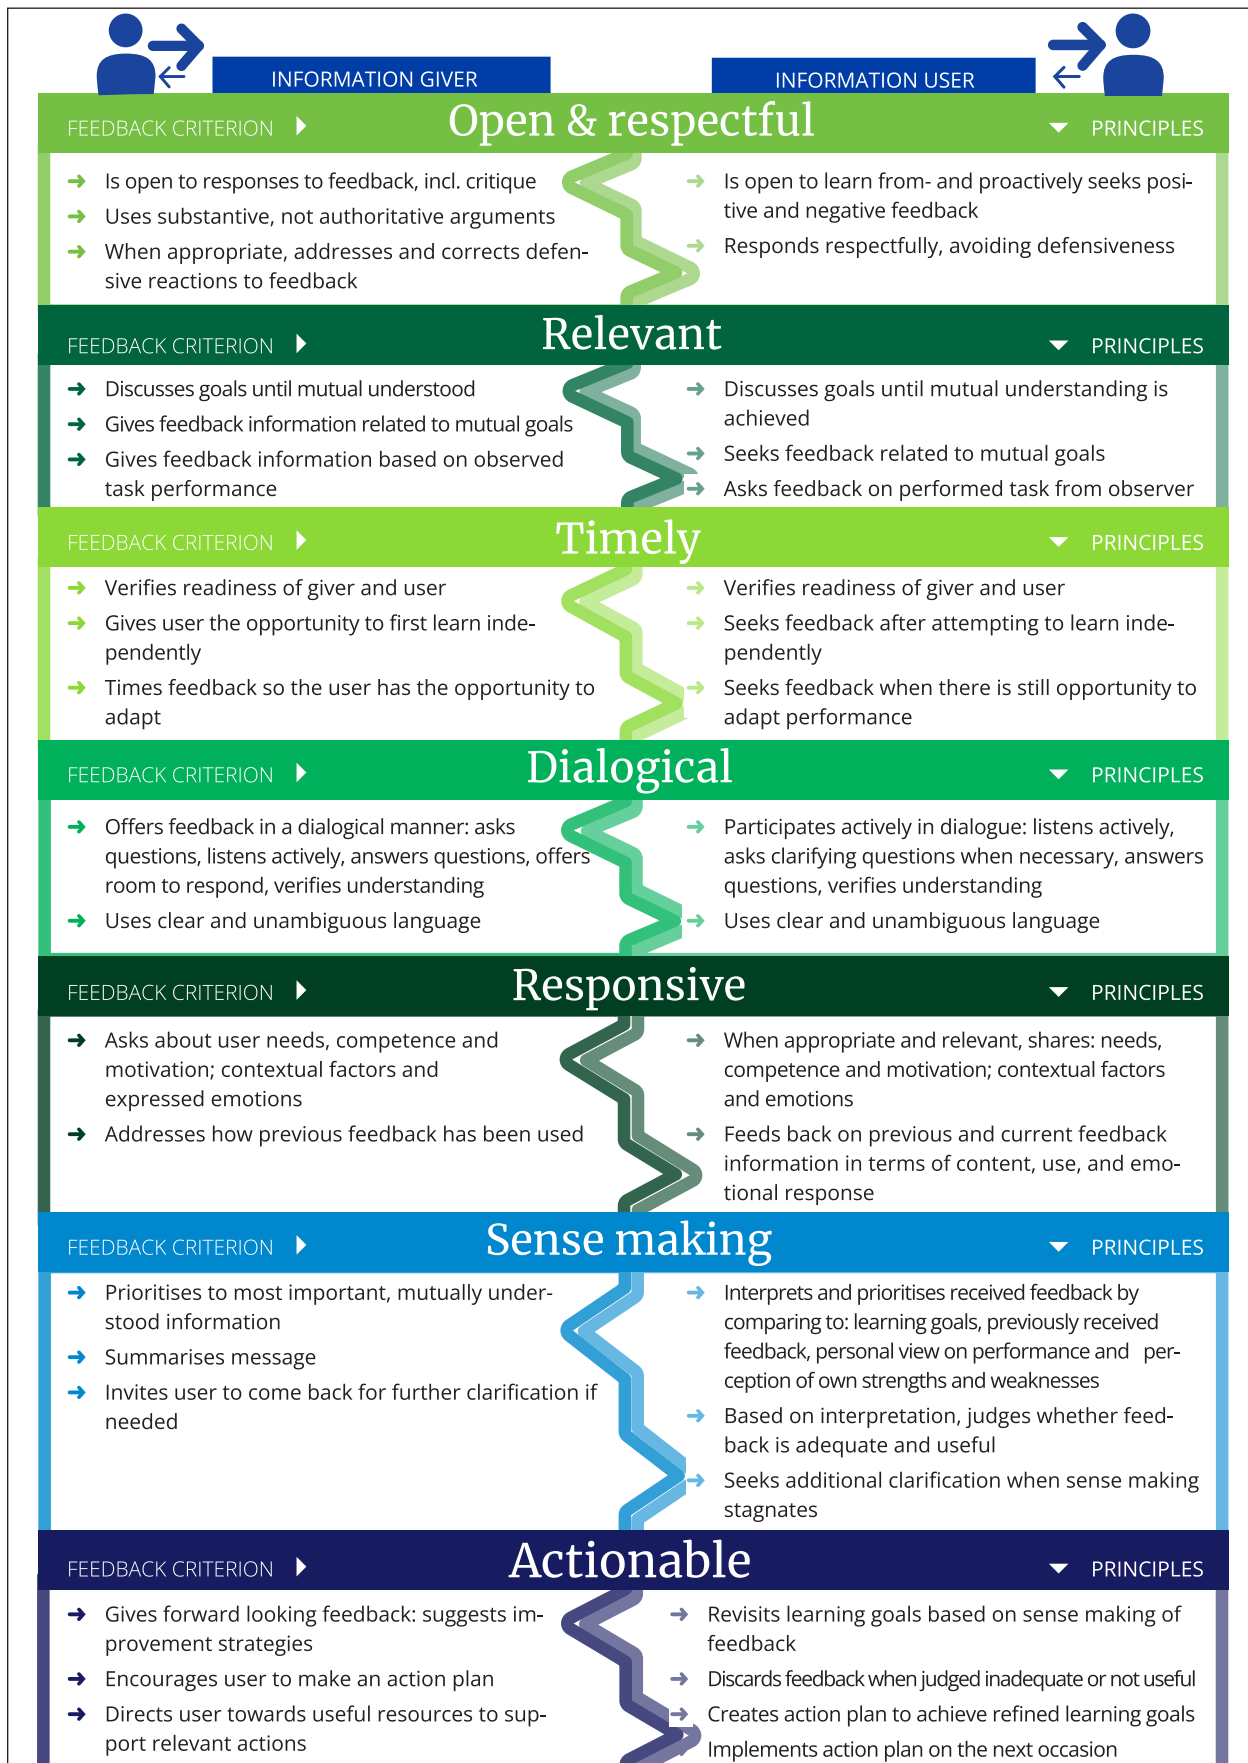 INFORMATION GIVER
INFORMATION USER
FEEDBACK CRITERION
Open & respectful
PRINCIPLES
Is open to responses to feedback, incl. critique
Uses substantive, not authoritative arguments
When appropriate, addresses and corrects defen-
sive reactions to feedback
Is open to learn from- and proactively seeks posi-
tive and negative feedback
Responds respectfully, avoiding defensiveness
FEEDBACK CRITERION
Relevant
PRINCIPLES
Discusses goals until mutual understood
Gives feedback information related to mutual goals
Gives feedback information based on observed
task performance
Discusses goals until mutual understanding is
achieved
Seeks feedback related to mutual goals
Asks feedback on performed task from observer
FEEDBACK CRITERION
Timely
PRINCIPLES
Verifies readiness of giver and user
Gives user the opportunity to first learn inde-
pendently
Times feedback so the user has the opportunity to
adapt
Verifies readiness of giver and user
Seeks feedback after attempting to learn inde-
pendently
Seeks feedback when there is still opportunity to
adapt performance
FEEDBACK CRITERION
Dialogical
PRINCIPLES
Offers feedback in a dialogical manner: asks
questions, listens actively, answers questions, offers
room to respond, verifies understanding
Uses clear and unambiguous language
Participates actively in dialogue: listens actively,
asks clarifying questions when necessary, answers
questions, verifies understanding
Uses clear and unambiguous language
FEEDBACK CRITERION
Responsive
PRINCIPLES
Asks about user needs, competence and
motivation; contextual factors and
expressed emotions
Addresses how previous feedback has been used
When appropriate and relevant, shares: needs,
competence and motivation; contextual factors
and emotions
Feeds back on previous and current feedback
information in terms of content, use, and emo-
tional response
FEEDBACK CRITERION
Sense making
PRINCIPLES
Prioritises to most important, mutually under-
stood information
Summarises message
Invites user to come back for further clarification if
needed
Interprets and prioritises received feedback by
comparing to: learning goals, previously received
feedback, personal view on performance and per-
ception of own strengths and weaknesses
Based on interpretation, judges whether feed-
back is adequate and useful
Seeks additional clarification when sense making
stagnates
FEEDBACK CRITERION
Actionable
PRINCIPLES
Gives forward looking feedback: suggests im-
provement strategies
Encourages user to make an action plan
Directs user towards useful resources to sup-
port relevant actions
Revisits learning goals based on sense making of
feedback
Discards feedback when judged inadequate or not useful
Creates action plan to achieve refined learning goals
Implements action plan on the next occasion